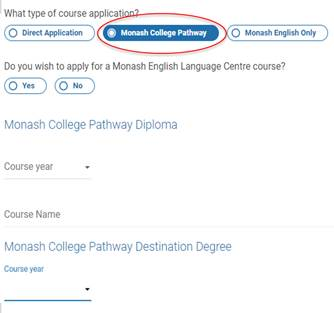 What type of course application?
Direct Application Monash College Pathway Monash English Only
Do you wish to apply for a Monash English Language Centre course?
Yes No
Monash College Pathway Diploma
Course year
Course Name
Monash College Pathway Destination Degree
Course year